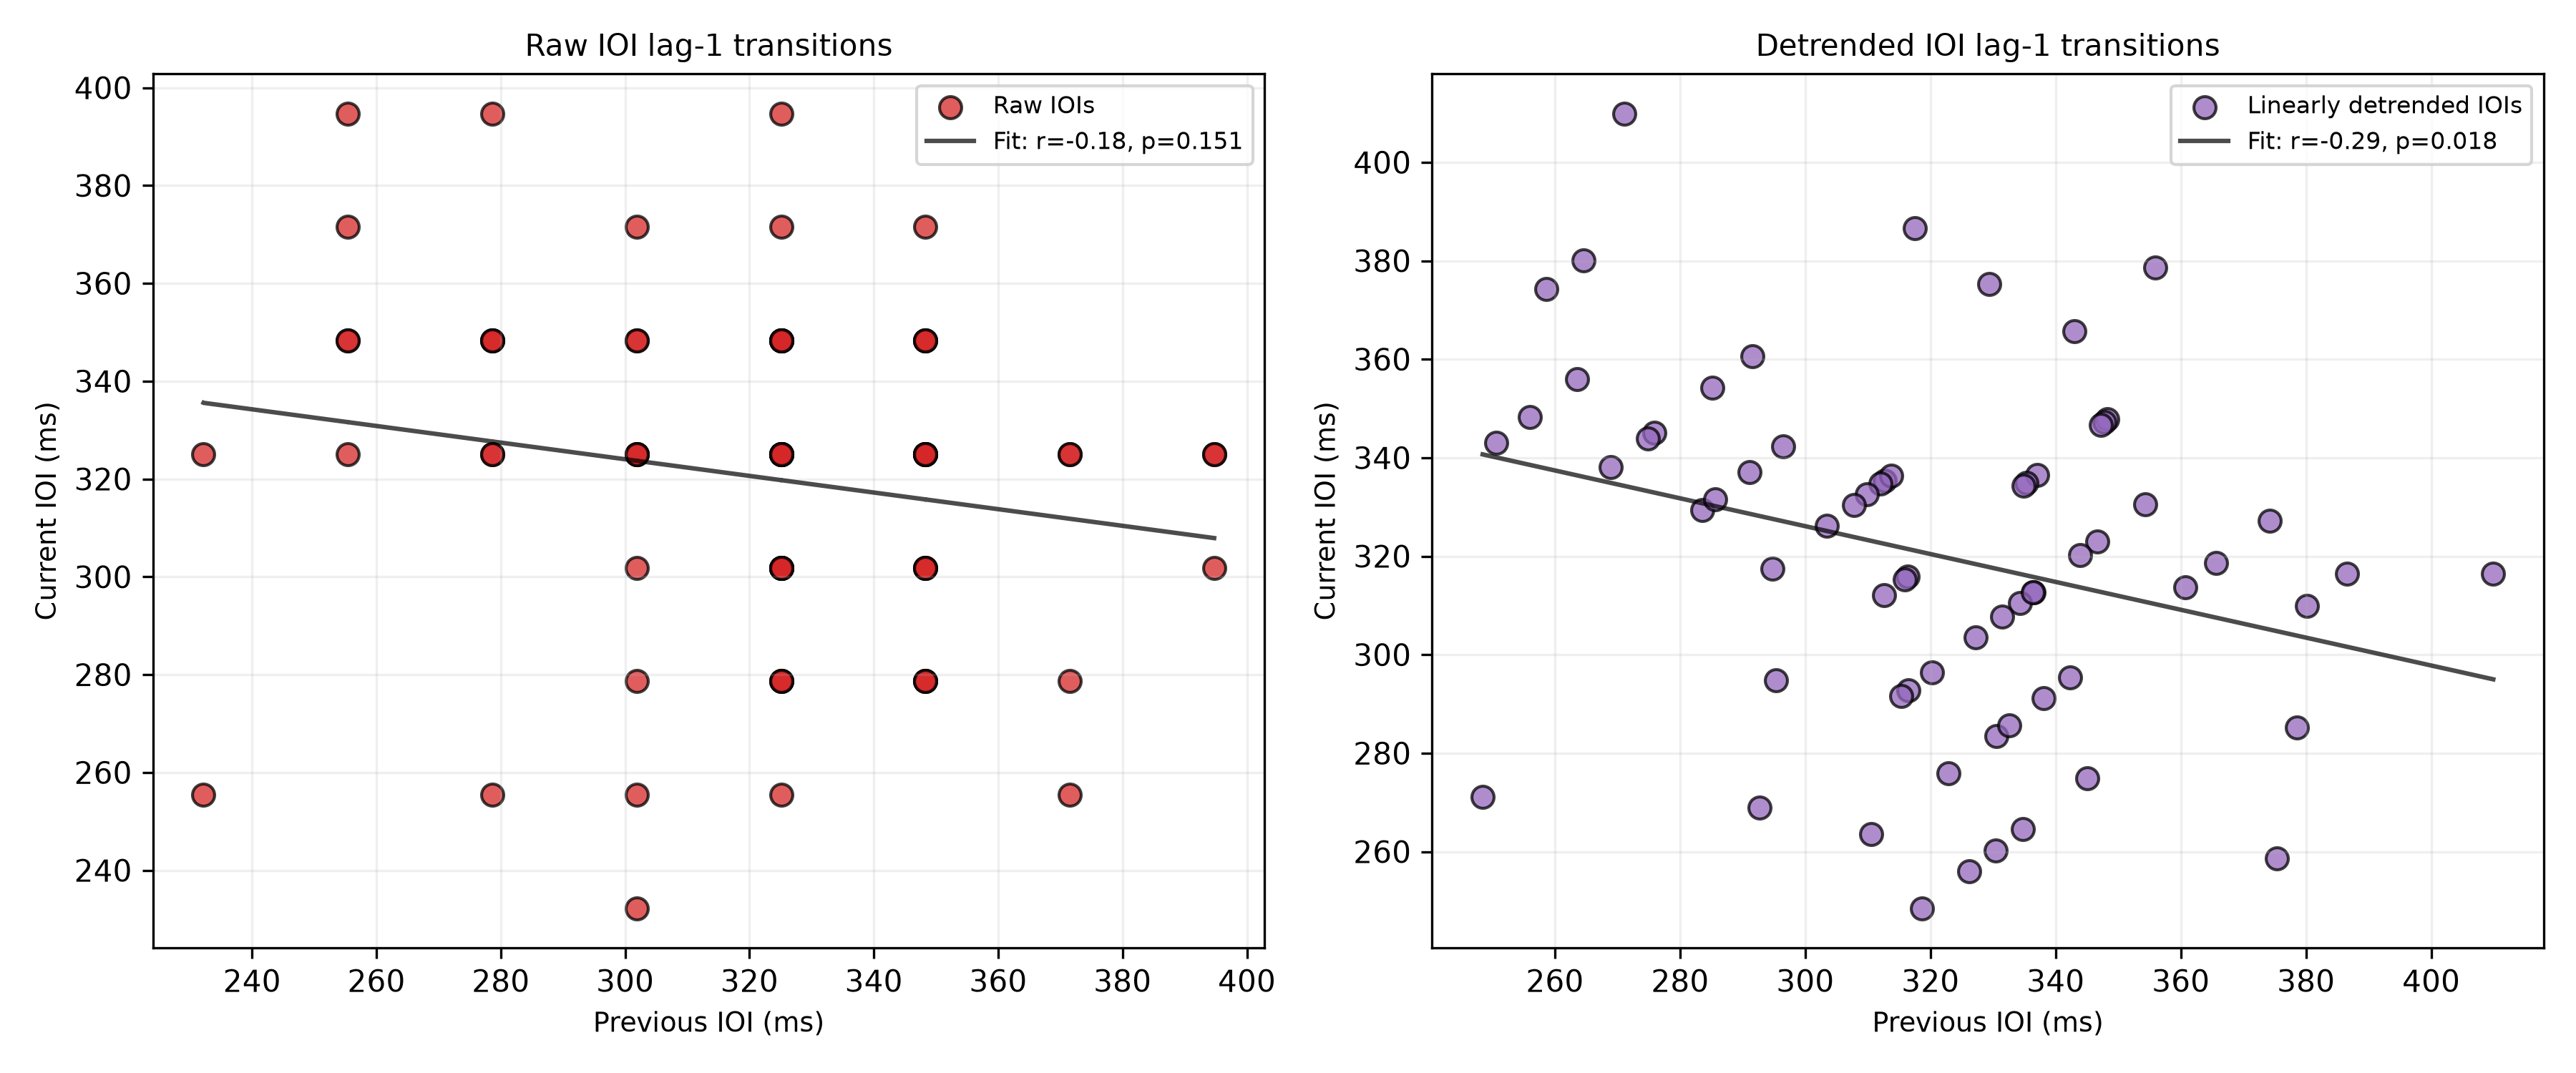 Raw IOI lag-1 transitions
Raw IOIs
Fit: r=-0.18, p=0.151
400
380
360
340
320
300
280
260
240
Current IOI (ms)
240 260 280 300 320 340 360 380 400
Previous IOI (ms)
Detrended IOI lag-1 transitions
Linearly detrended IOIs
Fit: r=-0.29, p=0.018
400
380
360
340
320
300
280
260
Current IOI (ms)
260 280 300 320 340 360 380 400
Previous IOI (ms)